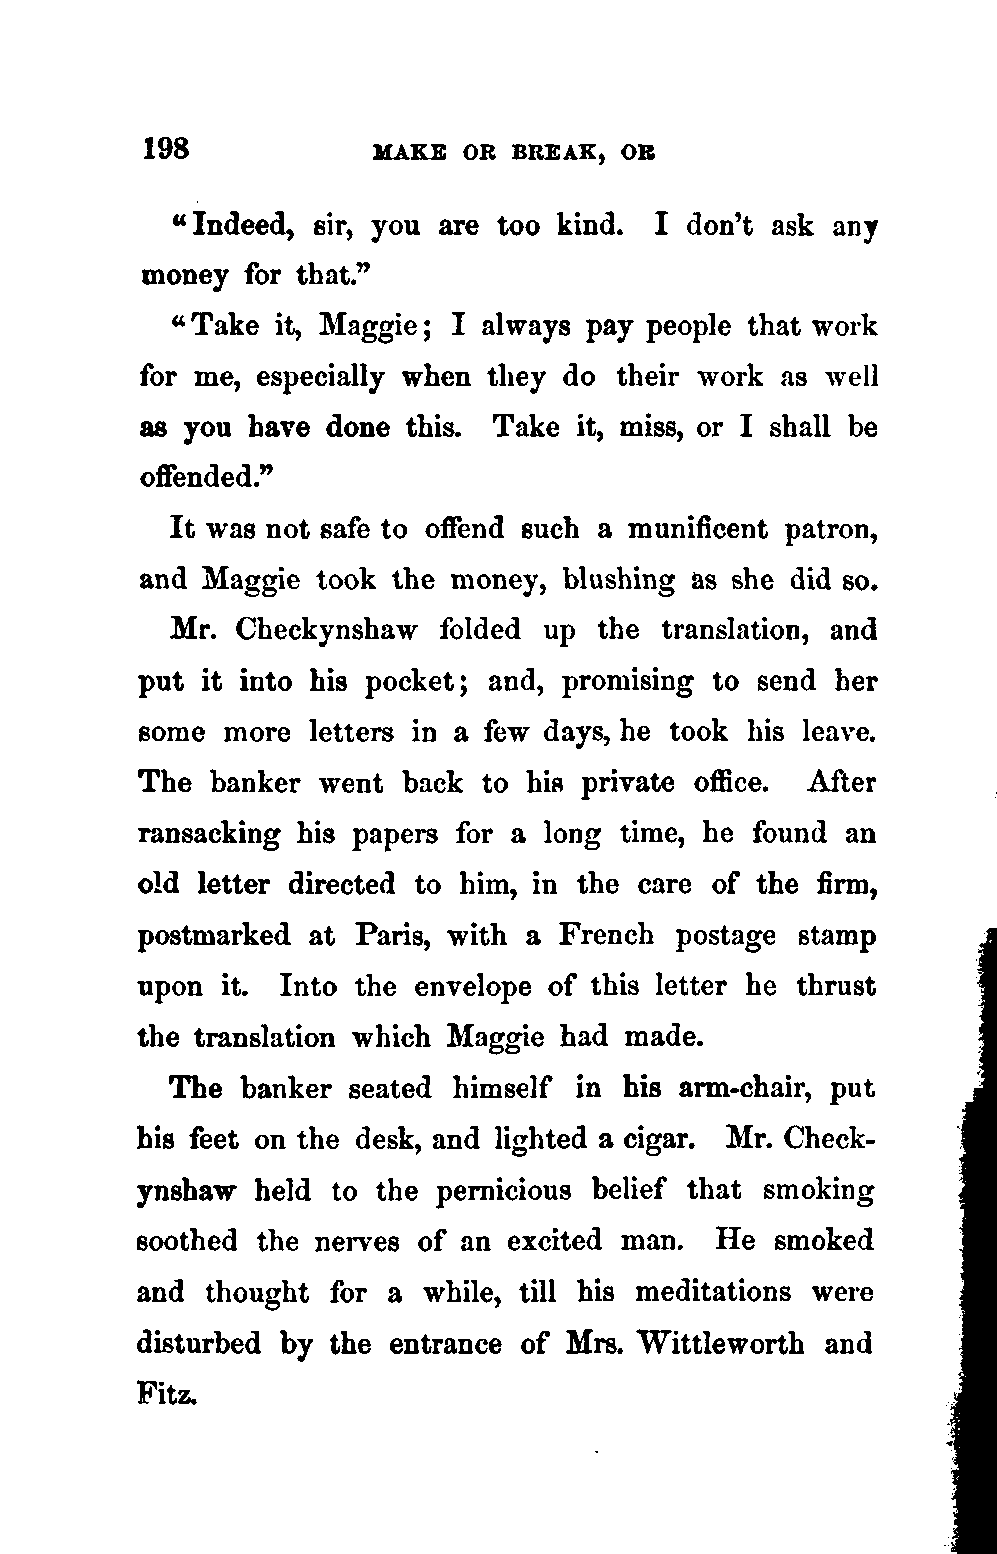 198 MAKE OR BREAK, OR
"Indeed, sir, you are too kind. I don't ask any
money for that."
"Take it, Maggie; I always pay people that work
for me, especially when they do their work as well
as you have done this. Take it, miss, or I shall be
offended."
It was not safe to offend such a munificent patron,
and Maggie took the money, blushing as she did so.
Mr. Checkynshaw folded up the translation, and
put it into his pocket; and, promising to send her
some more letters in a few days, he took his leave.
The banker went back to his private office. After
ransacking his papers for a long time, he found an
old letter directed to him, in the care of the firm,
postmarked at Paris, with a French postage stamp
upon it. Into the envelope of this letter he thrust
the translation which Maggie had made.
The banker seated himself in his arm-chair, put
his feet on the desk, and lighted a cigar. Mr. Check-
ynshaw held to the pernicious belief that smoking
soothed the nerves of an excited man. He smoked
and thought for a while, till his meditations were
disturbed by the entrance of Mrs. Wittleworth and
Fitz.